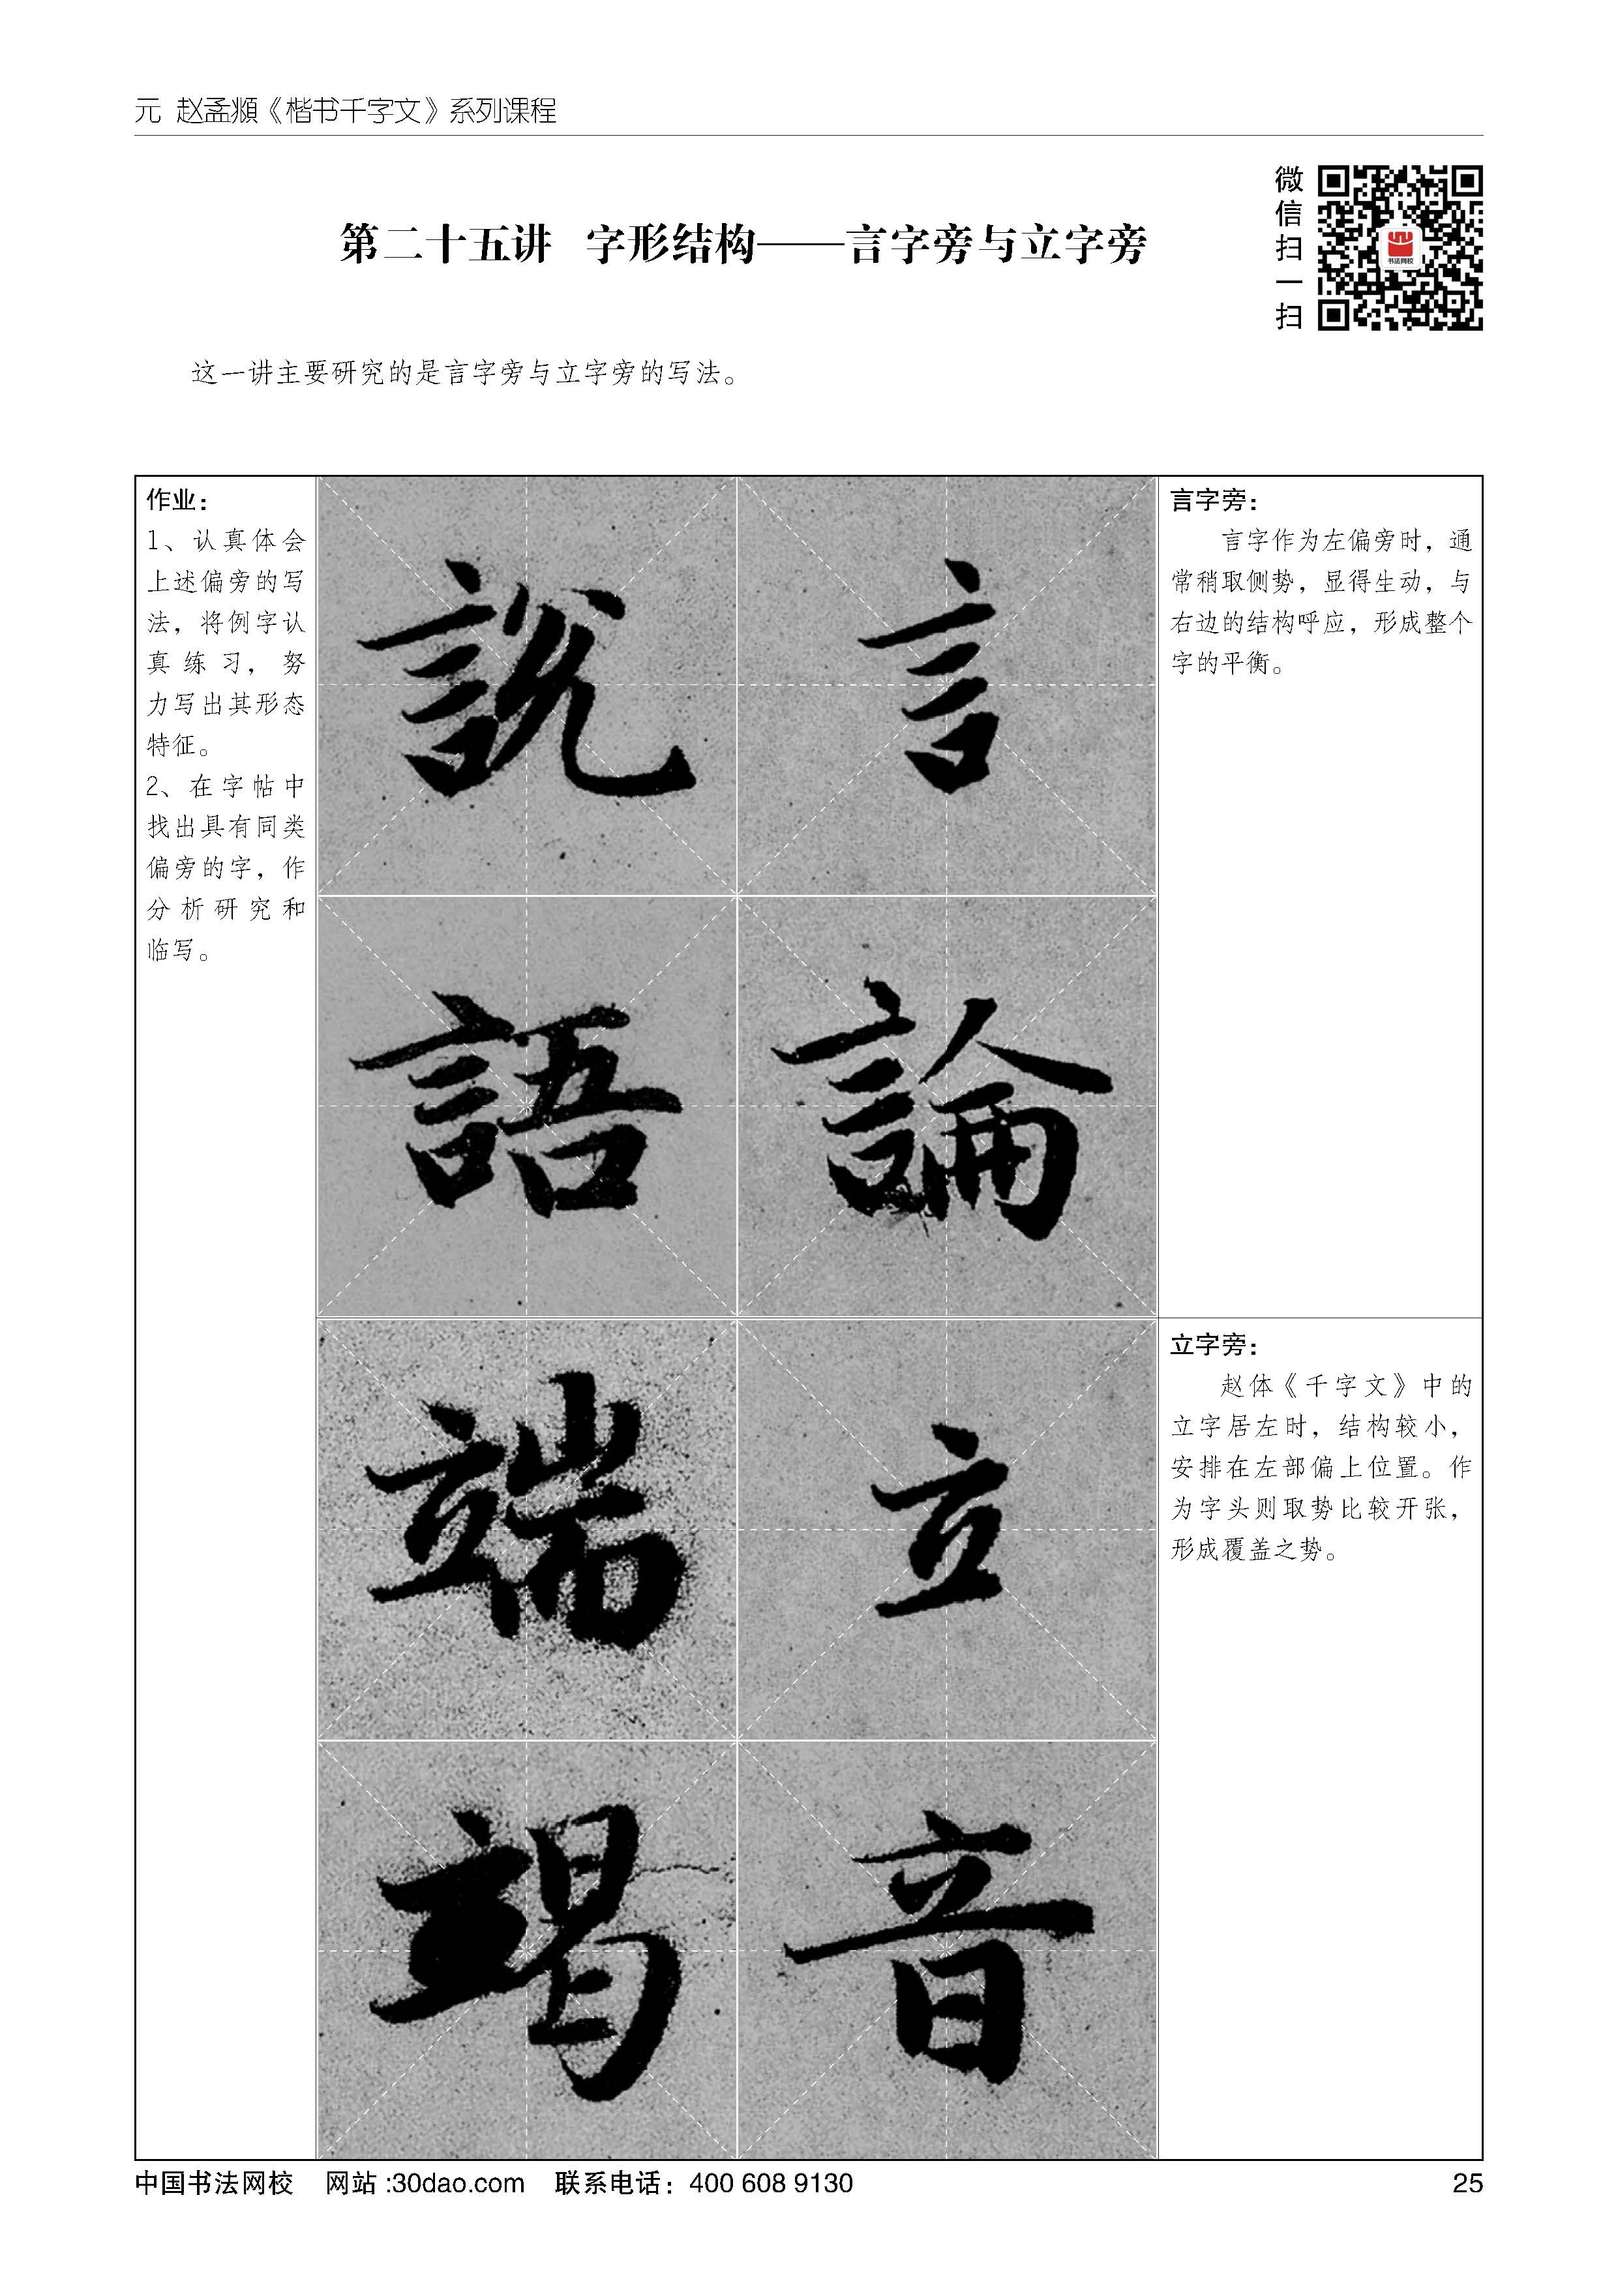 元 赵孟頫《楷书千字文》系列课程
微信扫一扫
书法网校
第二十五讲 字形结构——言字旁与立字旁
这一讲主要研究的是言字旁与立字旁的写法。
言字旁：
言字作为左偏旁时，通
常稍取侧势，显得生动，与
右边的结构呼应，形成整个
字的平衡。
言
論
説
語
立字旁：
赵体《千字文》中的
立字居左时，结构较小，
安排在左部偏上位置。作
为字头则取势比较开张，
形成覆盖之势。
立
音
端
竭
作业：
1、认真体会
上述偏旁的写
法，将例字认
真练习，努
力写出其形态
特征。
2、在字帖中
找出具有同类
偏旁的字，作
分析研究和
临写。
中国书法网校 网站:30dao.com 联系电话：400 608 9130
25